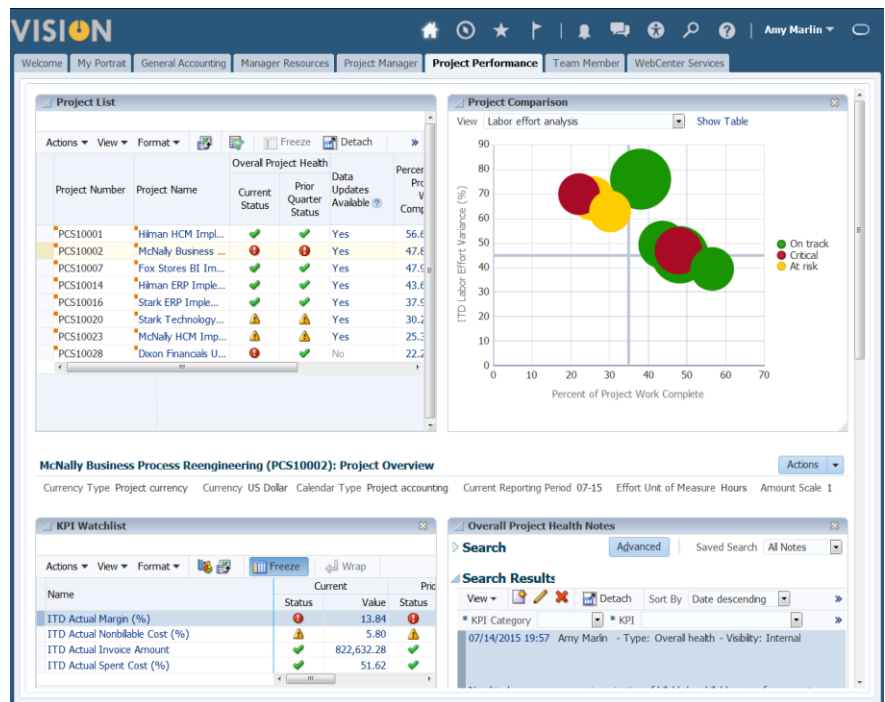 VISION
Amy Marlin
Welcome My Portrait General Accounting Manager Resources Project Manager Project Performance Team Member WebCenter Services
Project List
Actions View Format Freeze Detach »
Overall Project Health
Project Number Project Name Current Status Prior Quarter Status Data Updates Available
PCS10001 Hilman HCM Impl... Yes 56.6
PCS10002 McNally Business ... Yes 47.8
PCS10007 Fox Stores BI Im... Yes 47.9
PCS10014 Hilman ERP Imple... Yes 43.6
PCS10016 Stark ERP Imple... Yes 37.9
PCS10020 Stark Technology... Yes 30.2
PCS10023 McNally HCM Imp... Yes 25.3
PCS10028 Dixon Financials U... No 22.2
Project Comparison
View Labor effort analysis Show Table
ITD Labor Effort Variance (%)
90
80
70
60
50
40
30
20
10
0
0 10 20 30 40 50 60 70
Percent of Project Work Complete
On track
Critical
At risk
McNally Business Process Reengineering (PCS10002): Project Overview
Actions
Currency Type Project currency Currency US Dollar Calendar Type Project accounting Current Reporting Period 07-15 Effort Unit of Measure Hours Amount Scale 1
KPI Watchlist
Actions View Format Freeze Wrap
Current
Name Status Value Status
ITD Actual Margin (%) 13.84
ITD Actual Nonbillable Cost (%) 5.80
ITD Actual Invoice Amount 822,632.28
ITD Actual Spent Cost (%) 51.62
Overall Project Health Notes
Search Advanced Saved Search All Notes
Search Results
View Detach Sort By Date descending »
* KPI Category * KPI »
07/14/2015 19:57 Amy Marlin - Type: Overall health - Visibility: Internal